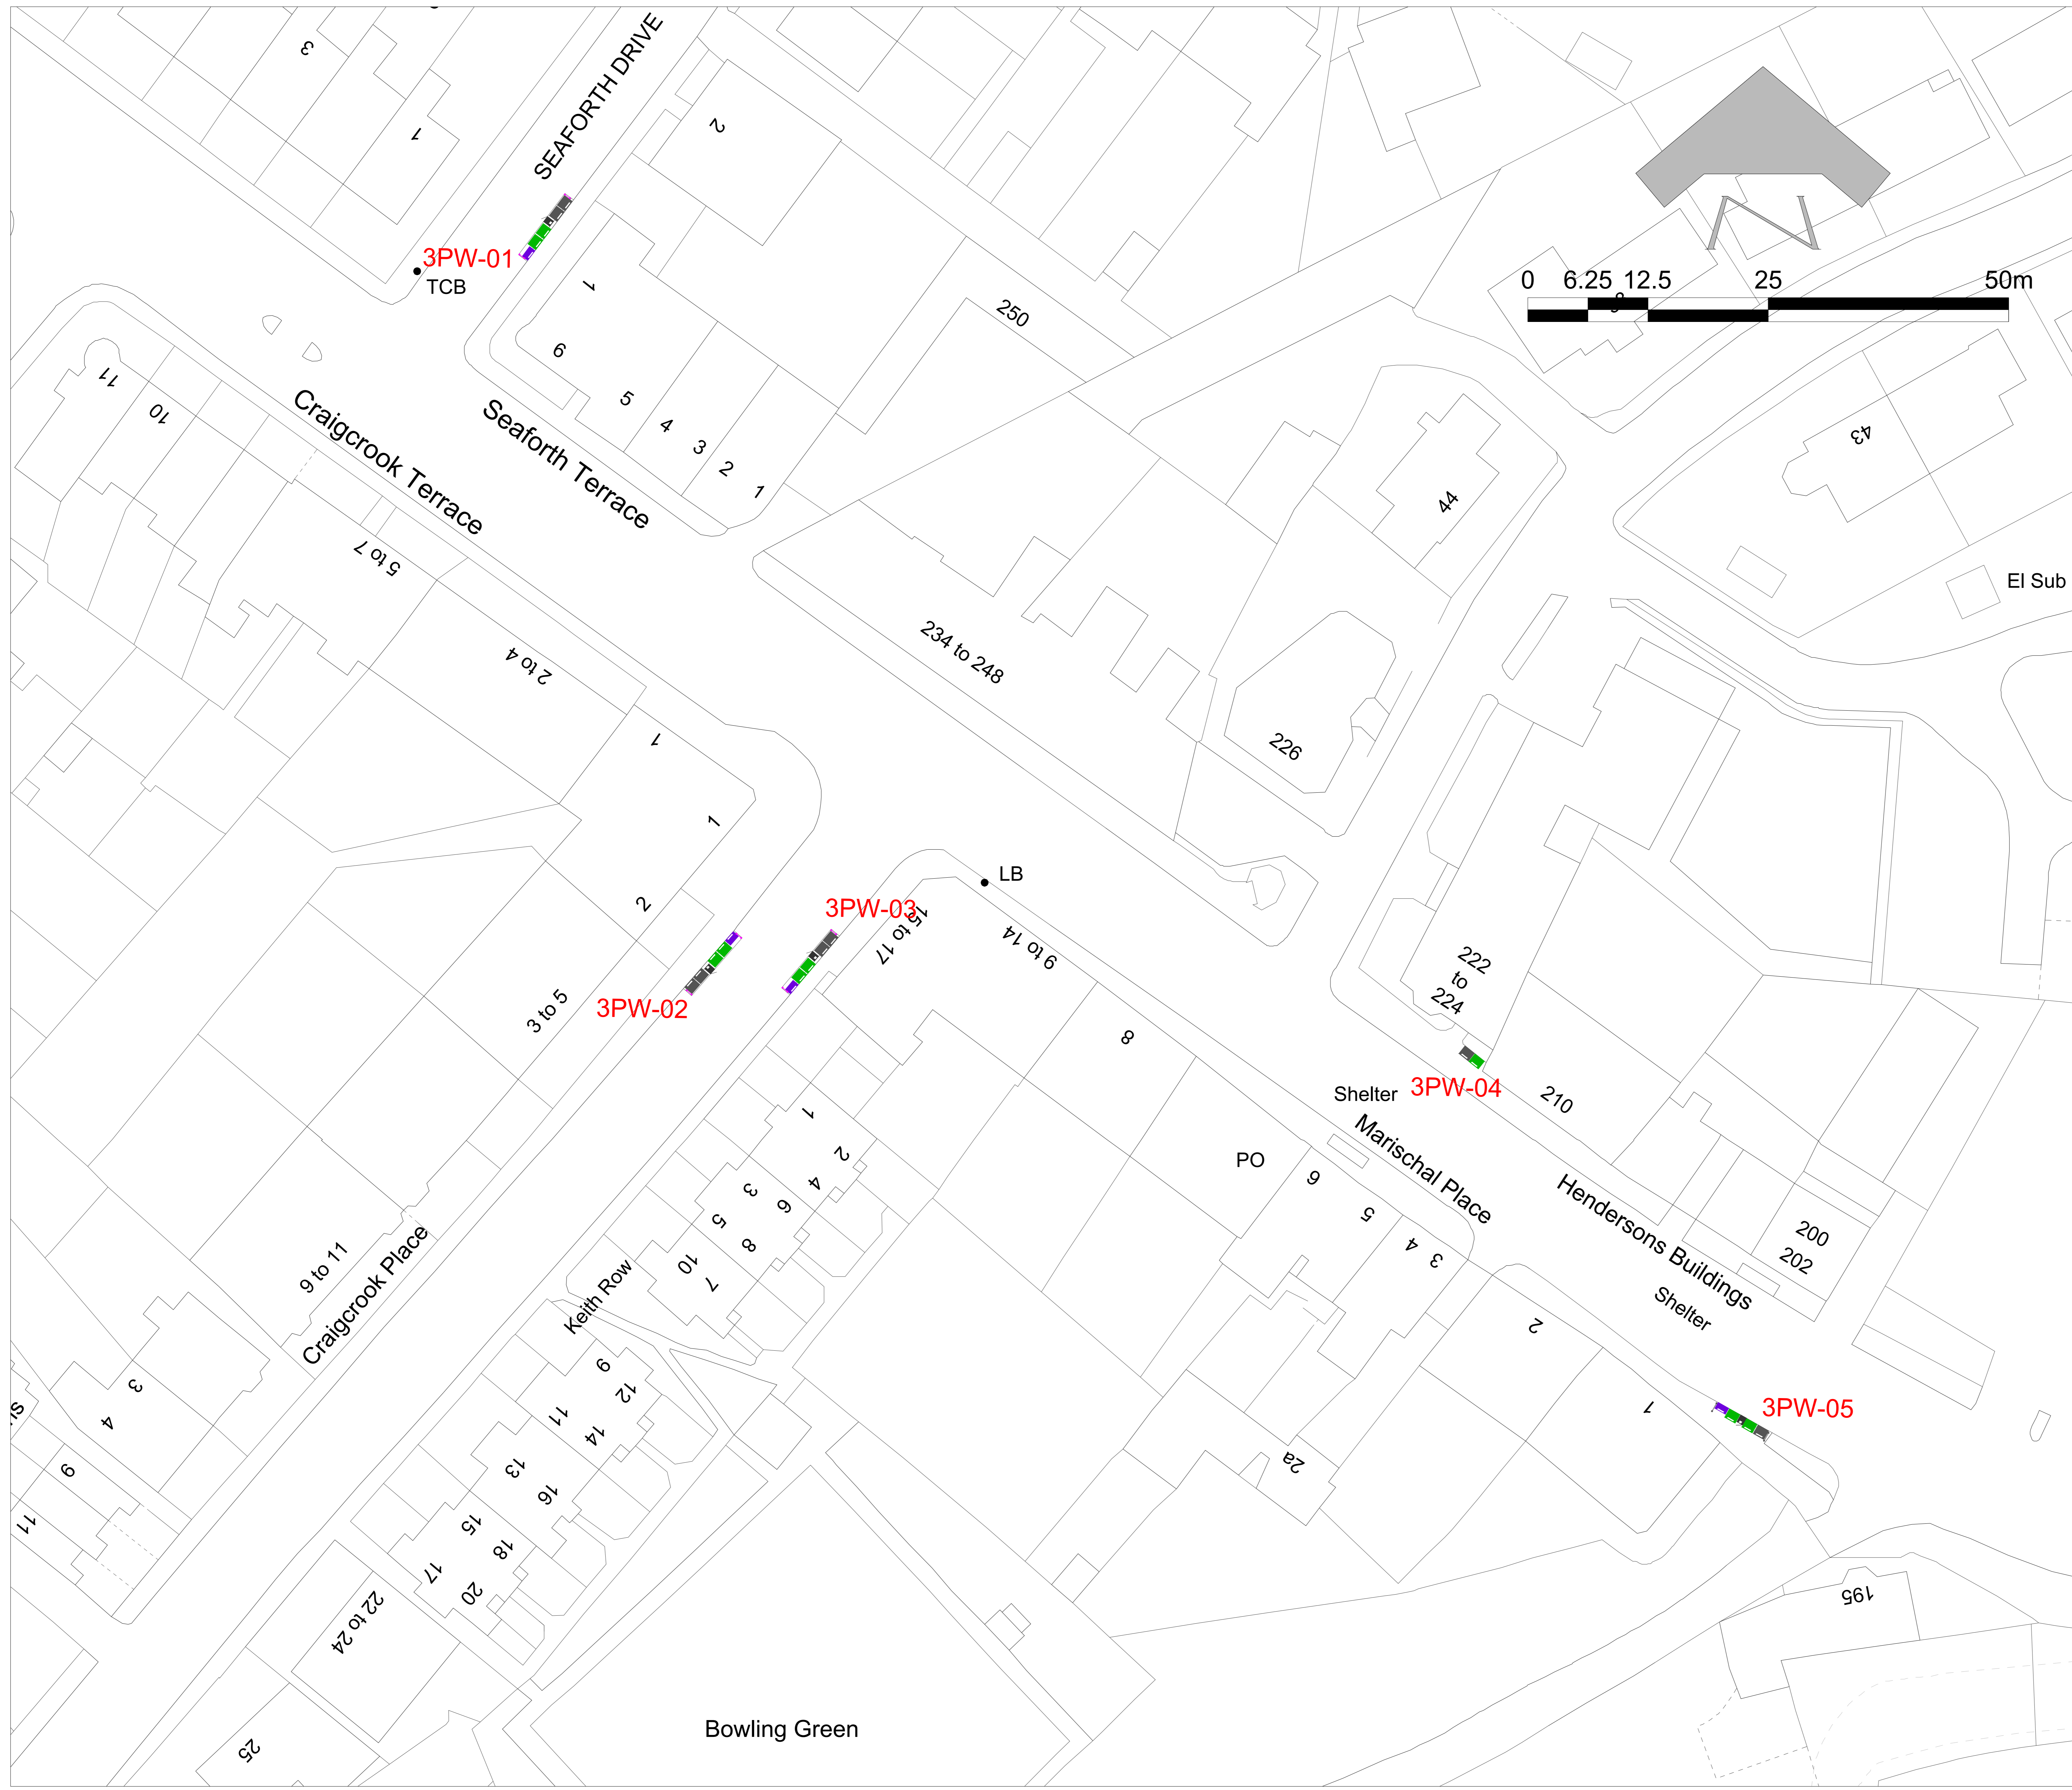 3
1
SEAFORTH DRIVE
2
3PW-01
TCB
0 6.25 12.5 25 50m
1
250
6
5
4
3
2
1
11
10
Craigcrook Terrace
Seaforth Terrace
43
44
El Sub
5 to 7
2 to 4
234 to 248
1
226
1
2
LB
3PW-03
15 to 17
9 to 14
3PW-02
3 to 5
222
to
224
8
3PW-04
Shelter
210
Marischal Place
PO
6
5
4
3
Hendersons Buildings
200
202
Shelter
1
2
3
4
5
6
8
10
7
9 to 11
Craigcrook Place
Keith Row
9
12
11
14
13
16
15
18
17
20
2
1
3PW-05
2a
3
4
9
11
22 to 24
195
25
Bowling Green